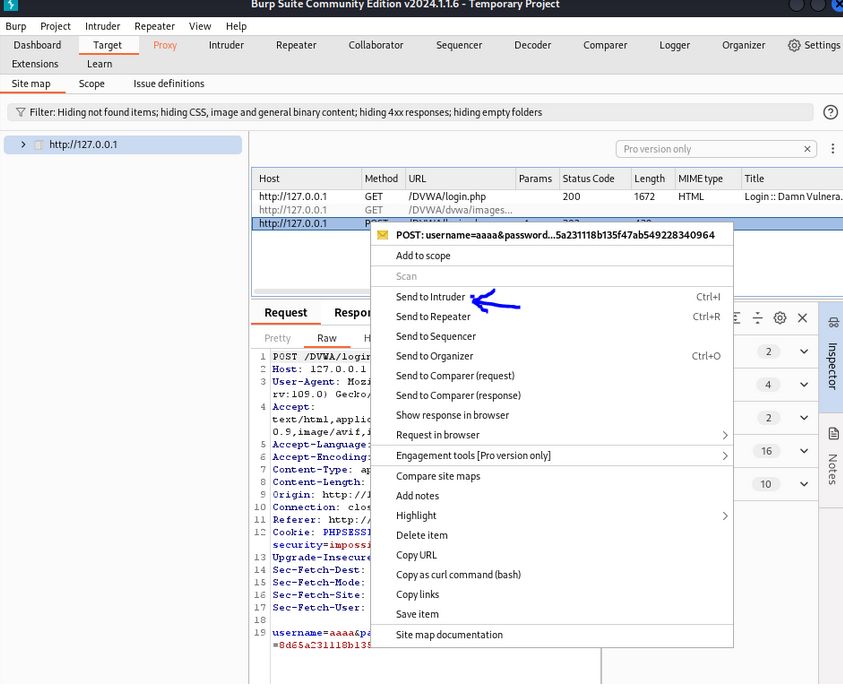 Burp Suite Community Edition v2024.1.1.6 - Temporary Project
Burp Project Intruder Repeater View Help
Dashboard Target Proxy Intruder Repeater Collaborator Sequencer Decoder Comparer Logger Organizer Settings
Extensions Learn
Site map Scope Issue definitions
Filter: Hiding not found items; hiding CSS, image and general binary content; hiding 4xx responses; hiding empty folders
http://127.0.0.1
Pro version only
Host Method URL Params Status Code Length MIME type Title
http://127.0.0.1 GET /DVWA/login.php 200 1672 HTML Login :: Damn Vulnera...
http://127.0.0.1 GET /DVWA/dvwa/images...
http://127.0.0.1
POST: username=aaaa&password...5a231118b135f47ab549228340964
Add to scope
Scan
Send to Intruder Ctrl+I
Send to Repeater Ctrl+R
Send to Sequencer
Send to Organizer Ctrl+O
Send to Comparer (request)
Send to Comparer (response)
Show response in browser
Request in browser
Engagement tools [Pro version only]
Compare site maps
Add notes
Highlight
Delete item
Copy URL
Copy as curl command (bash)
Copy links
Save item
Site map documentation
Request Respon
Pretty Raw H
1 POST /DVWA/login
2 Host: 127.0.0.1
3 User-Agent: Mozi
rv:109.0) Gecko/
4 Accept:
text/html,applic
0.9,image/avif,i
5 Accept-Language:
6 Accept-Encoding:
7 Content-Type: ap
8 Content-Length:
9 Origin: http://1
10 Connection: clos
11 Referer: http://
12 Cookie: PHPSESSI
security=impossi
13 Upgrade-Insecure
14 Sec-Fetch-Dest:
15 Sec-Fetch-Mode:
16 Sec-Fetch-Site:
17 Sec-Fetch-User:
18
19 username=aaaa&pa
=8d65a231118b135
2
4
2
16
10
Inspector
Notes